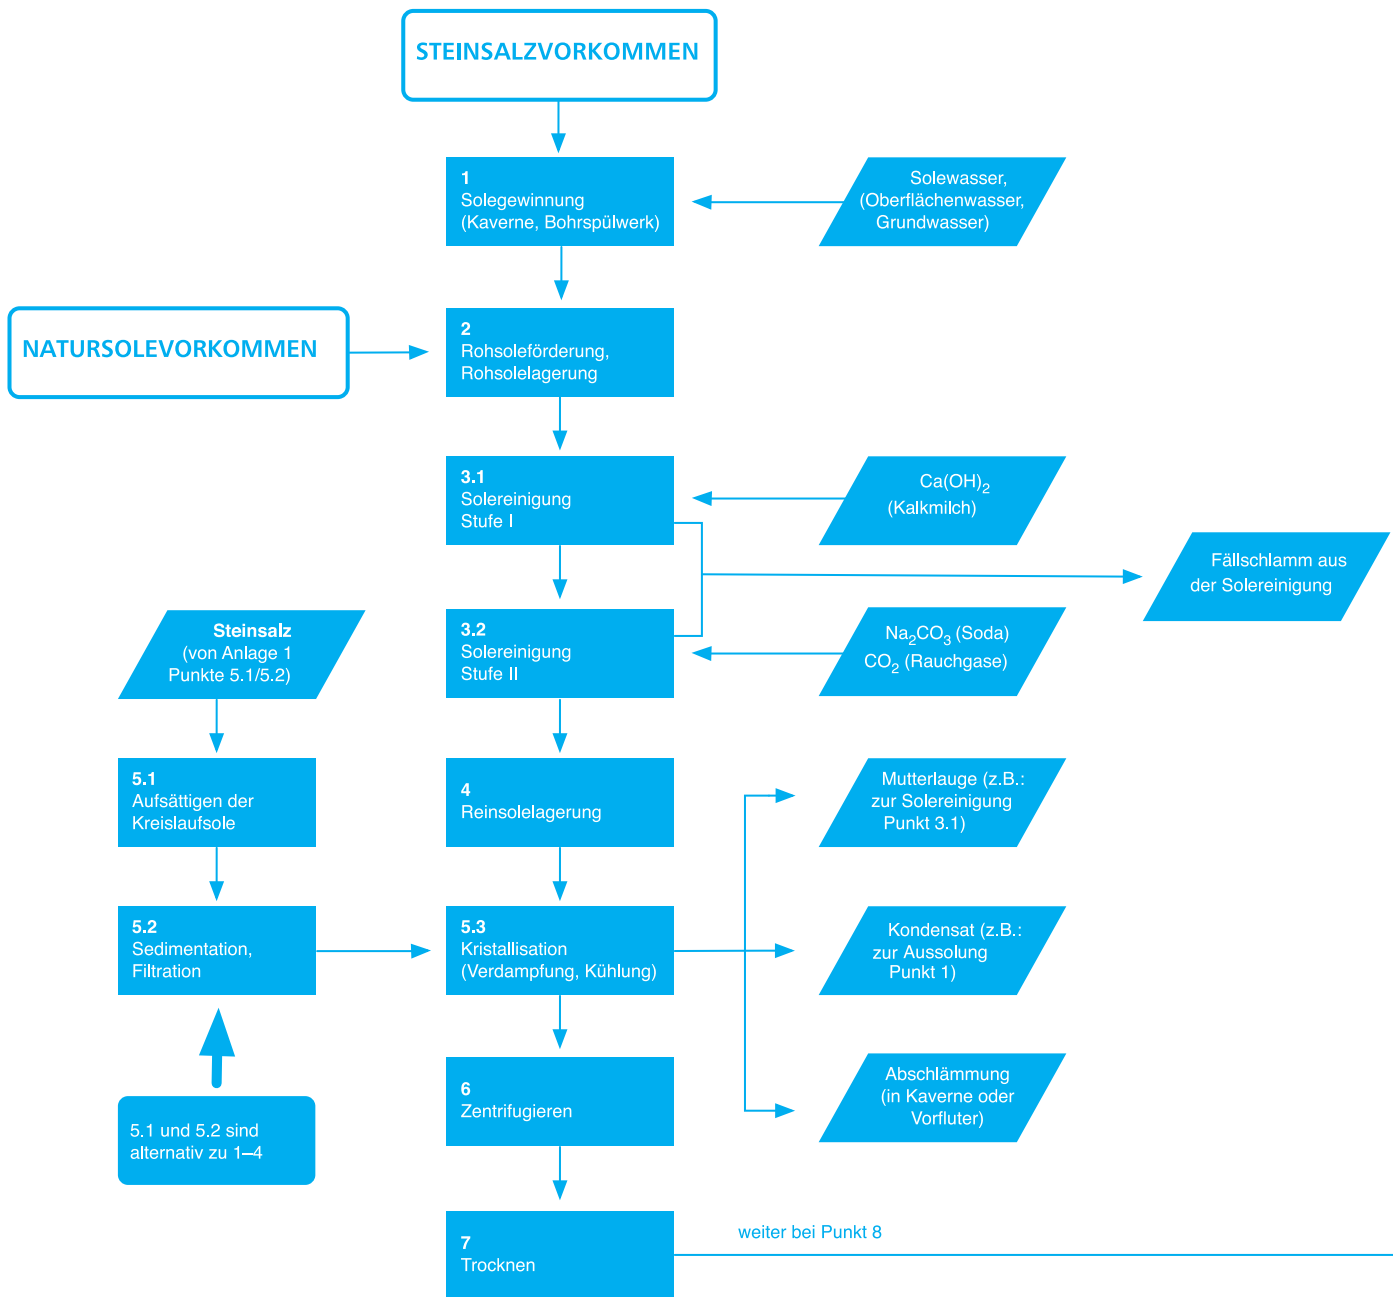 STEINSALZVORKOMMEN
1
Solegewinnung
(Kaverne, Bohrspülwerk)
Solewasser,
(Oberflächenwasser,
Grundwasser)
NATURSOLEVORKOMMEN
2
Rohsoleförderung,
Rohsolelagerung
3.1
Solereinigung
Stufe I
Ca(OH)₂
(Kalkmilch)
Fällschlamm aus
der Solereinigung
Steinsalz
(von Anlage 1
Punkte 5.1/5.2)
3.2
Solereinigung
Stufe II
Na₂CO₃ (Soda)
CO₂ (Rauchgase)
5.1
Aufsättigen der
Kreislaufsole
4
Reinsolelagerung
Mutterlauge (z.B.:
zur Solereinigung
Punkt 3.1)
5.2
Sedimentation,
Filtration
5.3
Kristallisation
(Verdampfung, Kühlung)
Kondensat (z.B.:
zur Aussolung
Punkt 1)
5.1 und 5.2 sind
alternativ zu 1–4
6
Zentrifugieren
Abschlämmung
(in Kaverne oder
Vorfluter)
7
Trocknen
weiter bei Punkt 8